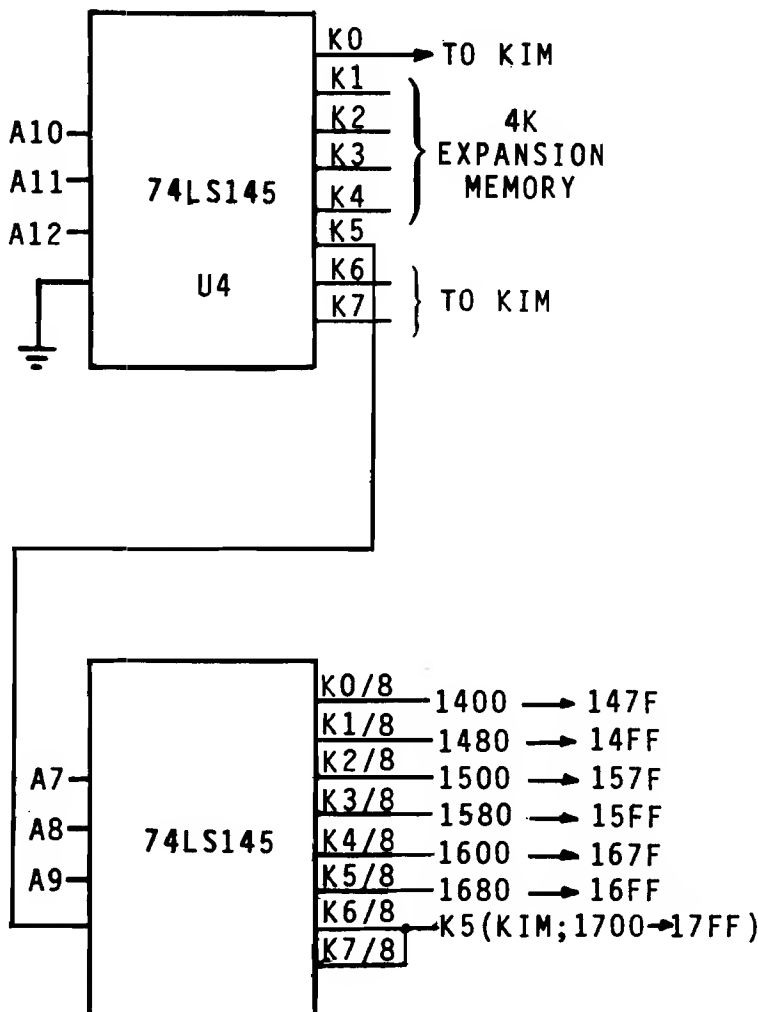 K0
TO KIM
K1
K2
K3
K4
4K
EXPANSION
MEMORY
A10
A11
A12
74LS145
U4
K5
K6
K7
TO KIM
K0/8
1400 → 147F
K1/8
1480 → 14FF
K2/8
1500 → 157F
K3/8
1580 → 15FF
K4/8
1600 → 167F
K5/8
1680 → 16FF
K6/8
K5(KIM;1700→17FF)
K7/8
A7
A8
A9
74LS145